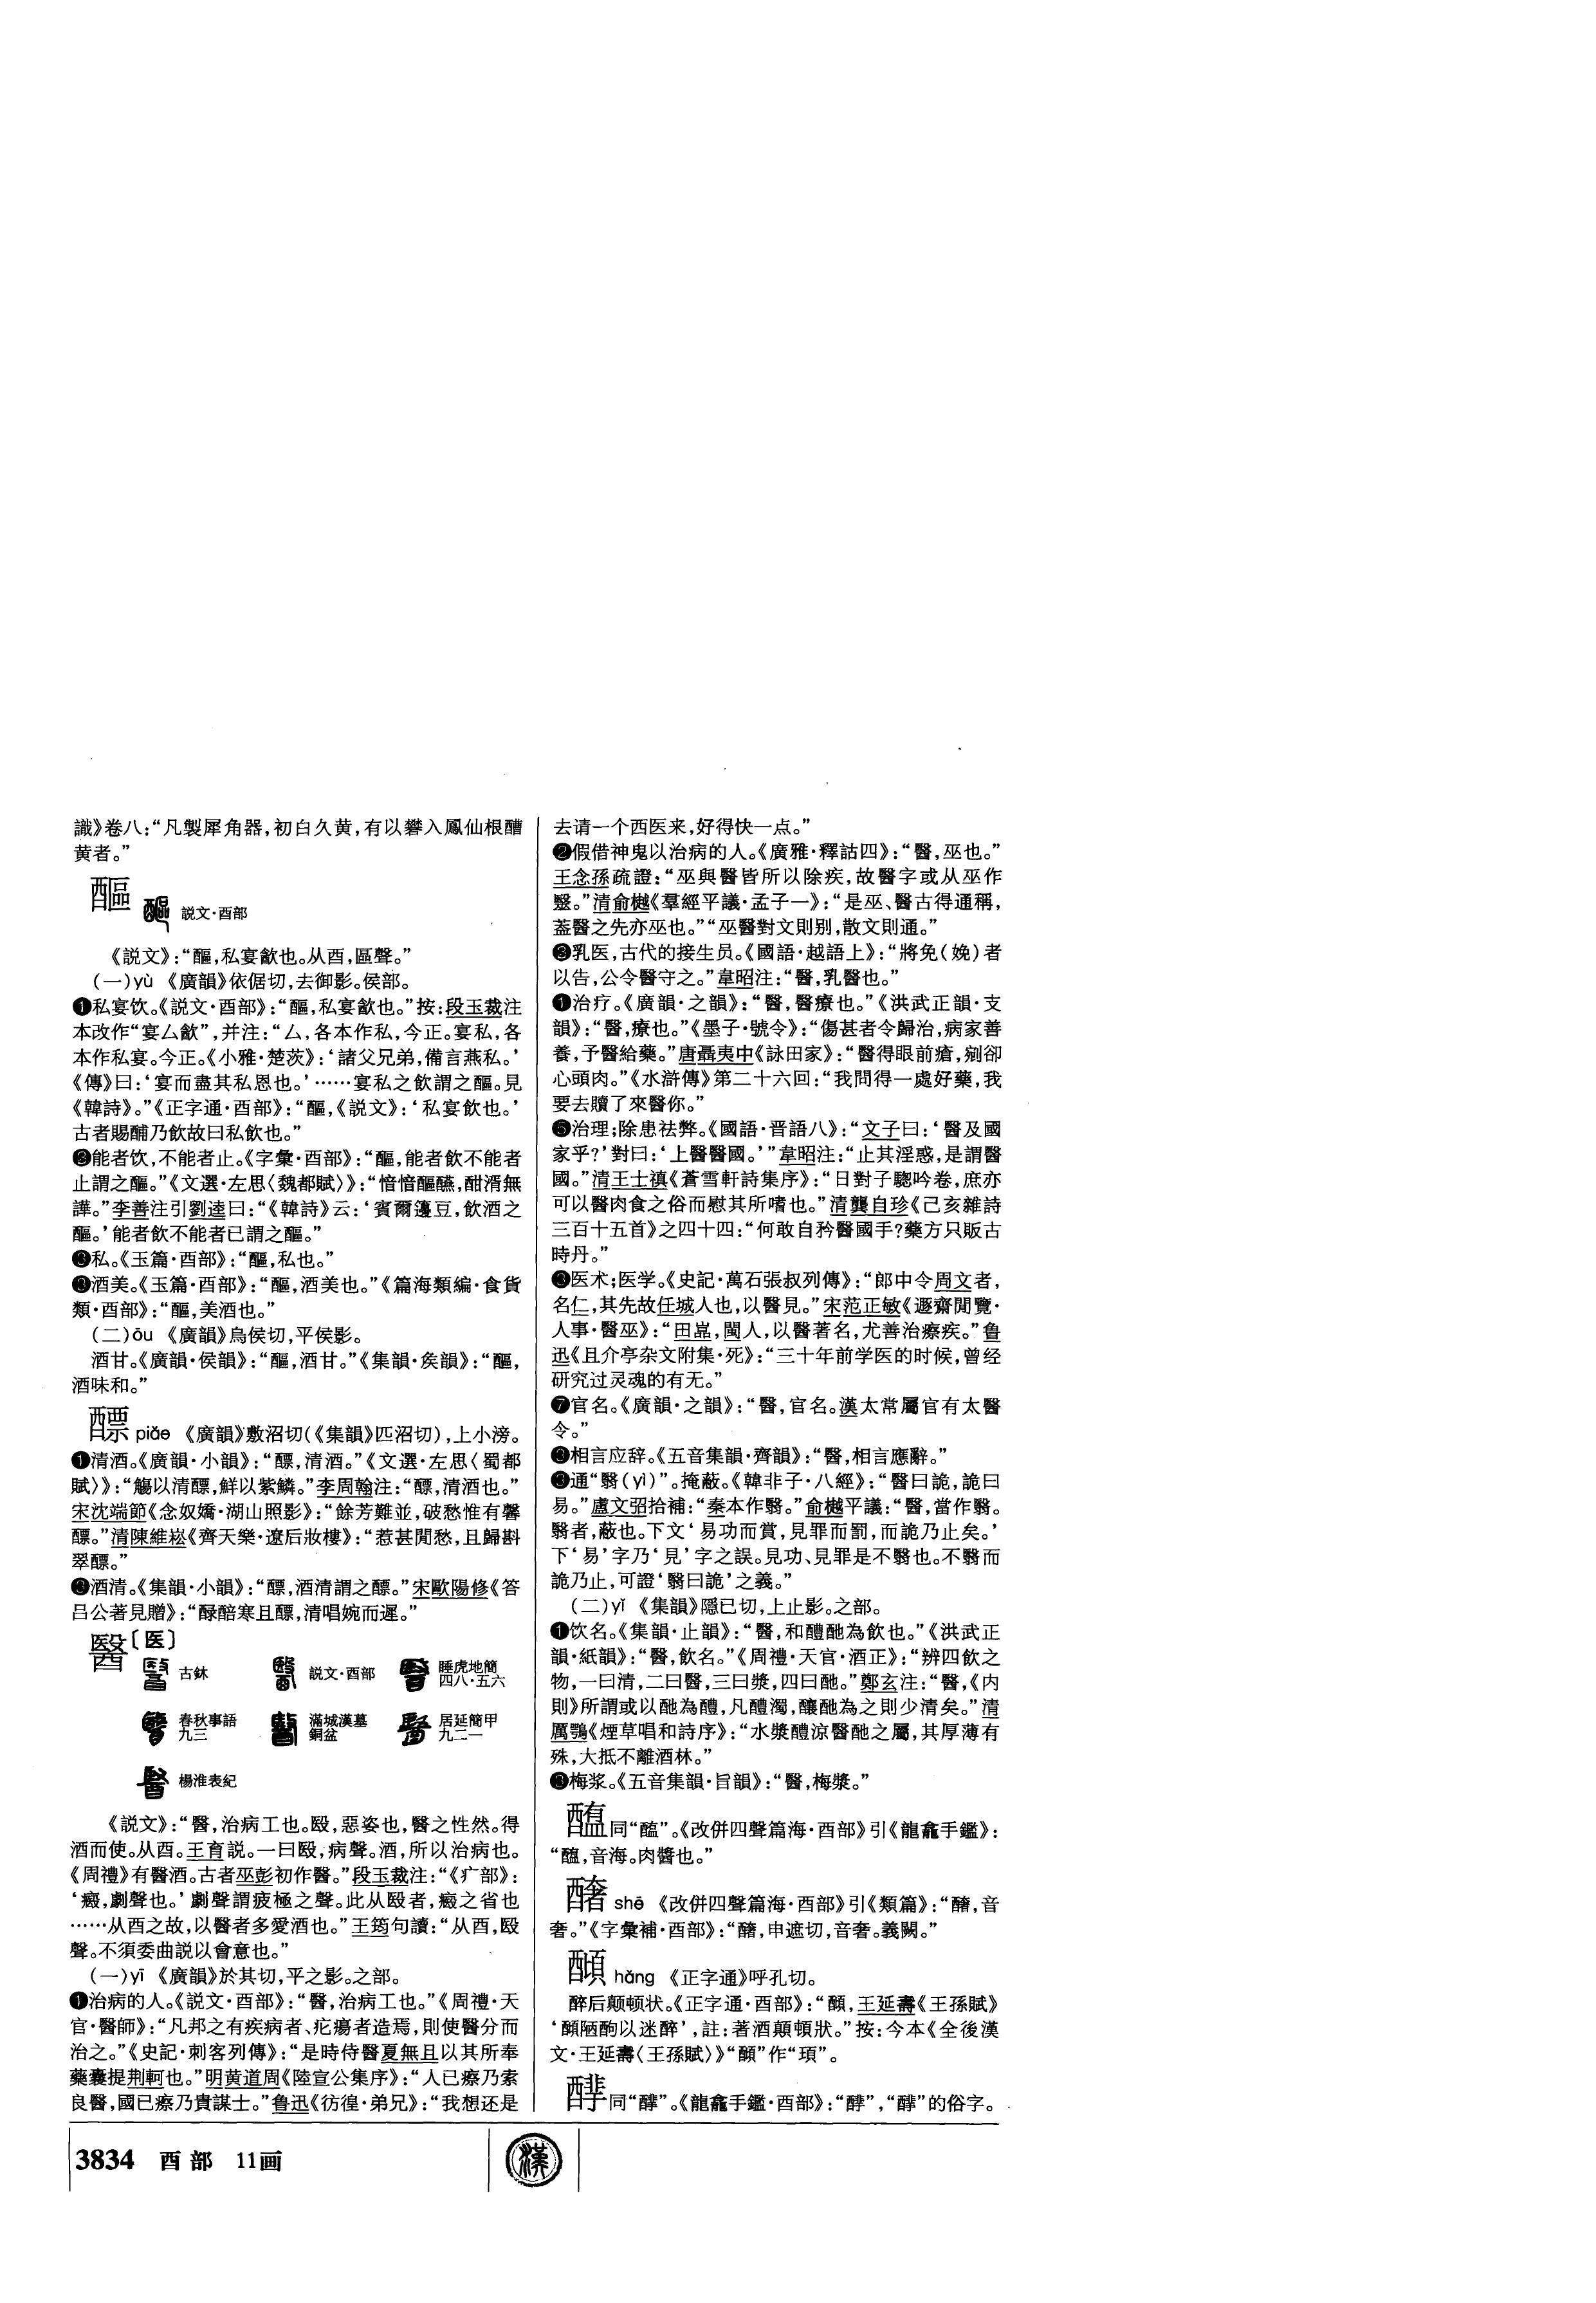 識》卷八:“凡製犀角器,初白久黄,有以礬入鳳仙根醩
黄者。”
醧
説文·酉部
《説文》:“醧,私宴㱃也。从酉,區聲。”
(一)yù 《廣韻》依倨切,去御影。侯部。
❶私宴饮。《説文·酉部》:“醧,私宴㱃也。”按:段玉裁注
本改作“宴厶㱃”,并注:“厶,各本作私,今正。宴私,各
本作私宴。今正。《小雅·楚茨》:‘諸父兄弟,備言燕私。’
《傳》曰:‘宴而盡其私恩也。’……宴私之飲謂之醧。見
《韓詩》。”《正字通·酉部》:“醧,《説文》:‘私宴飲也。’
古者賜酺乃飲故曰私飲也。”
❷能者饮,不能者止。《字彙·酉部》:“醧,能者飲不能者
止謂之醧。”《文選·左思〈魏都賦〉》:“愔愔醧醼,酣湑無
譁。”李善注引劉逵曰:“《韓詩》云:‘賓爾籩豆,飲酒之
醧。’能者飲不能者已謂之醧。”
❸私。《玉篇·酉部》:“醧,私也。”
❹酒美。《玉篇·酉部》:“醧,酒美也。”《篇海類編·食貨
類·酉部》:“醧,美酒也。”
(二)ōu 《廣韻》烏侯切,平侯影。
酒甘。《廣韻·侯韻》:“醧,酒甘。”《集韻·矦韻》:“醧,
酒味和。”
醥 piǎo 《廣韻》敷沼切(《集韻》匹沼切),上小滂。
❶清酒。《廣韻·小韻》:“醥,清酒。”《文選·左思〈蜀都
賦〉》:“觴以清醥,鮮以紫鱗。”李周翰注:“醥,清酒也。”
宋沈端節《念奴嬌·湖山照影》:“餘芳難並,破愁惟有馨
醥。”清陳維崧《齊天樂·遼后妝樓》:“惹甚閒愁,且歸斟
翠醥。”
❷酒清。《集韻·小韻》:“醥,酒清謂之醥。”宋歐陽修《答
吕公著見贈》:“醁醅寒且醥,清唱婉而遲。”
醫〔医〕
古鉢 説文·酉部 睡虎地簡
四八·五六
春秋事語
九三 滿城漢墓
銅盆 居延簡甲
九二一
楊淮表紀
《説文》:“醫,治病工也。殹,惡姿也,醫之性然。得
酒而使。从酉。王育説。一曰殹,病聲。酒,所以治病也。
《周禮》有醫酒。古者巫彭初作醫。”段玉裁注:“《疒部》:
‘癹,劇聲也。’劇聲謂疲極之聲。此从殹者,之省也
……从酉之故,以醫者多愛酒也。”王筠句讀:“从酉,殹
聲。不須委曲説以會意也。”
(一)yī 《廣韻》於其切,平之影。之部。
❶治病的人。《説文·酉部》:“醫,治病工也。”《周禮·天
官·醫師》:“凡邦之有疾病者、疕瘍者造焉,則使醫分而
治之。”《史記·刺客列傳》:“是時侍醫夏無且以其所奉
藥囊提荆軻也。”明黄道周《陸宣公集序》:“人已瘵乃索
良醫,國已瘵乃貴謀士。”鲁迅《彷徨·弟兄》:“我想还是
去请一个西医来,好得快一点。”
❷假借神鬼以治病的人。《廣雅·釋詁四》:“醫,巫也。”
王念孫疏證:“巫與醫皆所以除疾,故醫字或从巫作
毉。”清俞樾《羣經平議·孟子一》:“是巫、醫古得通稱,
葢醫之先亦巫也。”“巫醫對文則别,散文則通。”
❸乳医,古代的接生员。《國語·越語上》:“將免(娩)者
以告,公令醫守之。”韋昭注:“醫,乳醫也。”
❹治疗。《廣韻·之韻》:“醫,醫療也。”《洪武正韻·支
韻》:“醫,療也。”《墨子·號令》:“傷甚者令歸治,病家善
養,予醫給藥。”唐聶夷中《詠田家》:“醫得眼前瘡,剜卻
心頭肉。”《水滸傳》第二十六回:“我問得一處好藥,我
要去贖了來醫你。”
❺治理;除患祛弊。《國語·晋語八》:“文子曰:‘醫及國
家乎?’對曰:‘上醫醫國。’”韋昭注:“止其淫惑,是謂醫
國。”清王士禛《蒼雪軒詩集序》:“日對子驄吟卷,庶亦
可以醫肉食之俗而慰其所嗜也。”清龔自珍《己亥雜詩
三百十五首》之四十四:“何敢自矜醫國手?藥方只販古
時丹。”
❻医术;医学。《史記·萬石張叔列傳》:“郎中令周文者,
名仁,其先故任城人也,以醫見。”宋范正敏《遯齋閒覽·
人事·醫巫》:“田嵓,閩人,以醫著名,尤善治瘵疾。”鲁
迅《且介亭杂文附集·死》:“三十年前学医的时候,曾经
研究过灵魂的有无。”
❼官名。《廣韻·之韻》:“醫,官名。漢太常屬官有太醫
令。”
❽相言应辞。《五音集韻·齊韻》:“醫,相言應辭。”
❾通“翳(yì)”。掩蔽。《韓非子·八經》:“醫曰詭,詭曰
易。”盧文弨拾補:“秦本作翳。”俞樾平議:“醫,當作翳。
翳者,蔽也。下文‘易功而賞,見罪而罰,而詭乃止矣。’
下‘易’字乃‘見’字之誤。見功、見罪是不翳也。不翳而
詭乃止,可證‘翳曰詭’之義。”
(二)yǐ 《集韻》隱已切,上止影。之部。
❶饮名。《集韻·止韻》:“醫,和醴酏為飲也。”《洪武正
韻·紙韻》:“醫,飲名。”《周禮·天官·酒正》:“辨四飲之
物,一曰清,二曰醫,三曰漿,四曰酏。”鄭玄注:“醫,《内
則》所謂或以酏為醴,凡醴濁,釀酏為之則少清矣。”清
厲鶚《煙草唱和詩序》:“水漿醴涼醫酏之屬,其厚薄有
殊,大抵不離酒林。”
❷梅浆。《五音集韻·旨韻》:“醫,梅漿。”
同“醢”。《改併四聲篇海·酉部》引《龍龕手鑑》:
“音海。肉醬也。”
shē 《改併四聲篇海·酉部》引《類篇》:“音
奢。”《字彙補·酉部》:“申遮切,音奢。義闕。”
hǎng 《正字通》呼孔切。
醉后颠顿状。《正字通·酉部》:“王延壽《王孫賦》
‘陋酗以迷醉’,註:著酒顛頓狀。”按:今本《全後漢
文·王延壽〈王孫賦〉》作“㒶”。
同“醳”。《龍龕手鑑·酉部》:的俗字。
3834 酉部 11画
漢